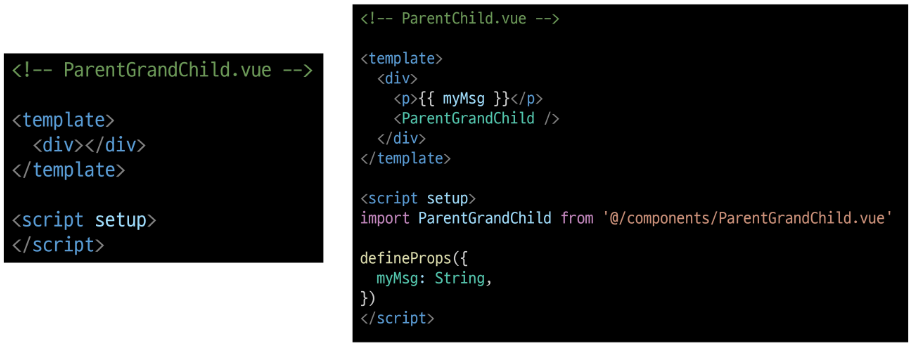 <!-- ParentGrandChild.vue -->
<template>
  <div></div>
</template>
<script setup>
</script>
<!-- ParentChild.vue -->
<template>
  <div>
    <p>{{ myMsg }}</p>
    <ParentGrandChild />
  </div>
</template>
<script setup>
import ParentGrandChild from '@/components/ParentGrandChild.vue'
defineProps({
  myMsg: String,
})
</script>